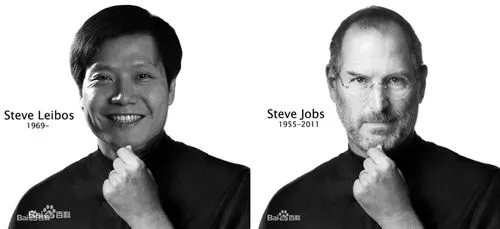 Steve Leibos
1969-
Steve Jobs
1955-2011
Bai百科
Bai百科